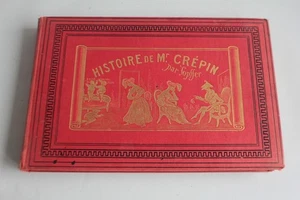 HISTOIRE DE MR. CRÉPIN
Par Töpffer